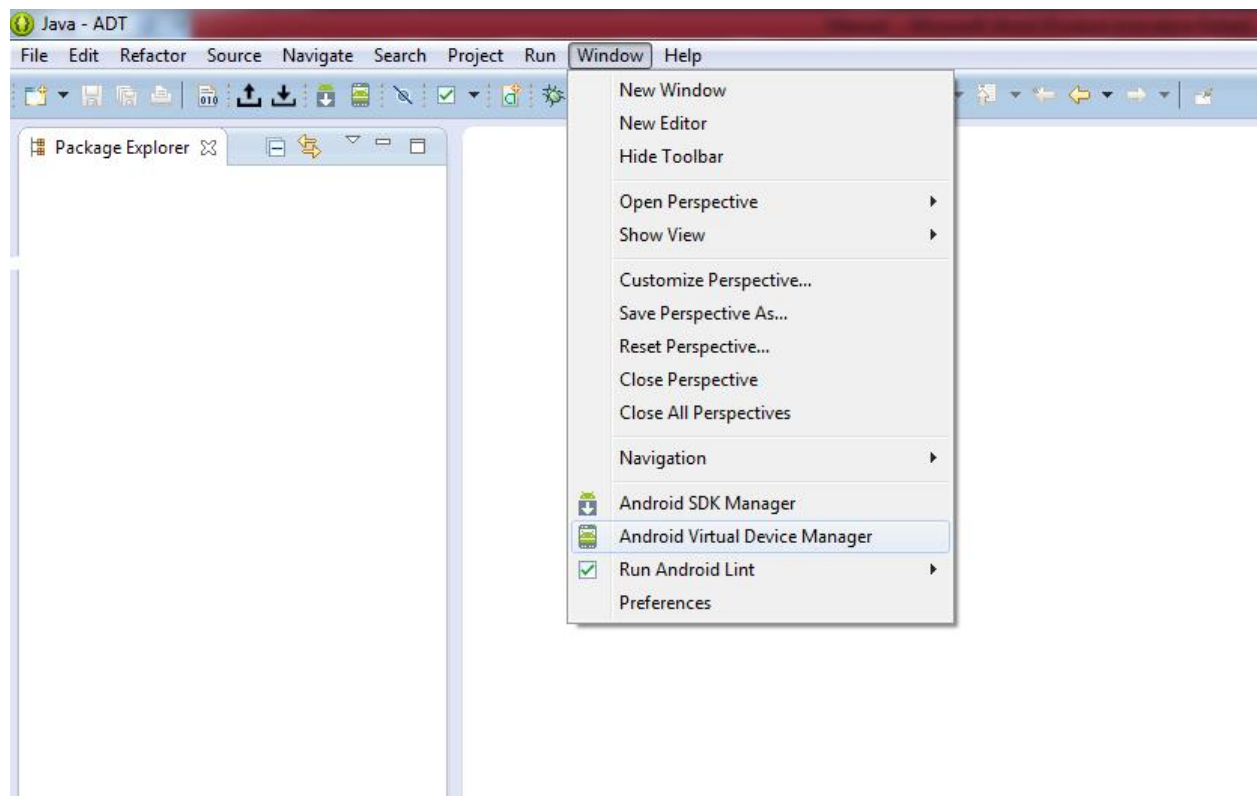 Java - ADT
File Edit Refactor Source Navigate Search Project Run Window Help
Package Explorer
New Window
New Editor
Hide Toolbar
Open Perspective
Show View
Customize Perspective...
Save Perspective As...
Reset Perspective...
Close Perspective
Close All Perspectives
Navigation
Android SDK Manager
Android Virtual Device Manager
Run Android Lint
Preferences